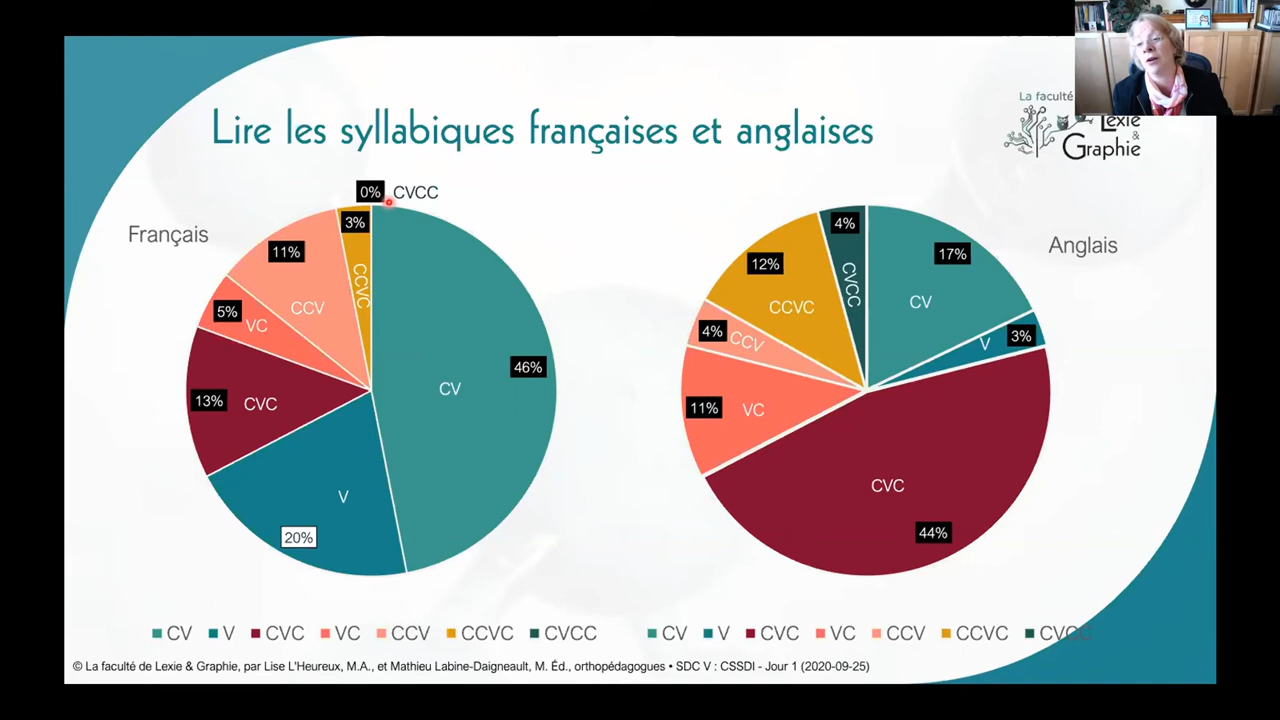 Lire les syllabiques françaises et anglaises
La faculté
Lexie
&
Graphie
Français
0% CVCC
3%
CCVC
11%
CCV
5%
VC
13% CVC
46%
CV
V
20%
Anglais
4%
CVCC
17%
CV
12%
CCVC
3%
V
4% CCV
11% VC
CVC
44%
CV V CVC VC CCV CCVC CVCC
CV V CVC VC CCV CCVC CVCC
© La faculté de Lexie & Graphie, par Lise L'Heureux, M.A., et Mathieu Labine-Daigneault, M. Éd., orthopédagogues • SDC V : CSSDI - Jour 1 (2020-09-25)